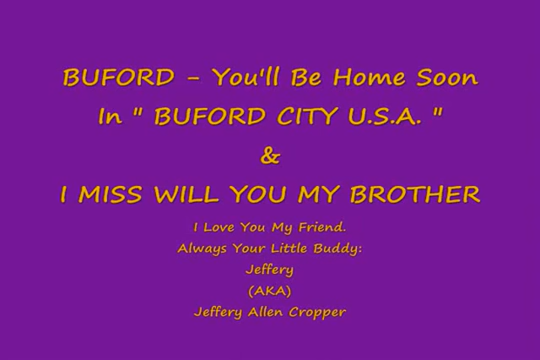 BUFORD - You'll Be Home Soon
In " BUFORD CITY U.S.A. "
&
I MISS WILL YOU MY BROTHER
I Love You My Friend.
Always Your Little Buddy:
Jeffery
(AKA)
Jeffery Allen Cropper